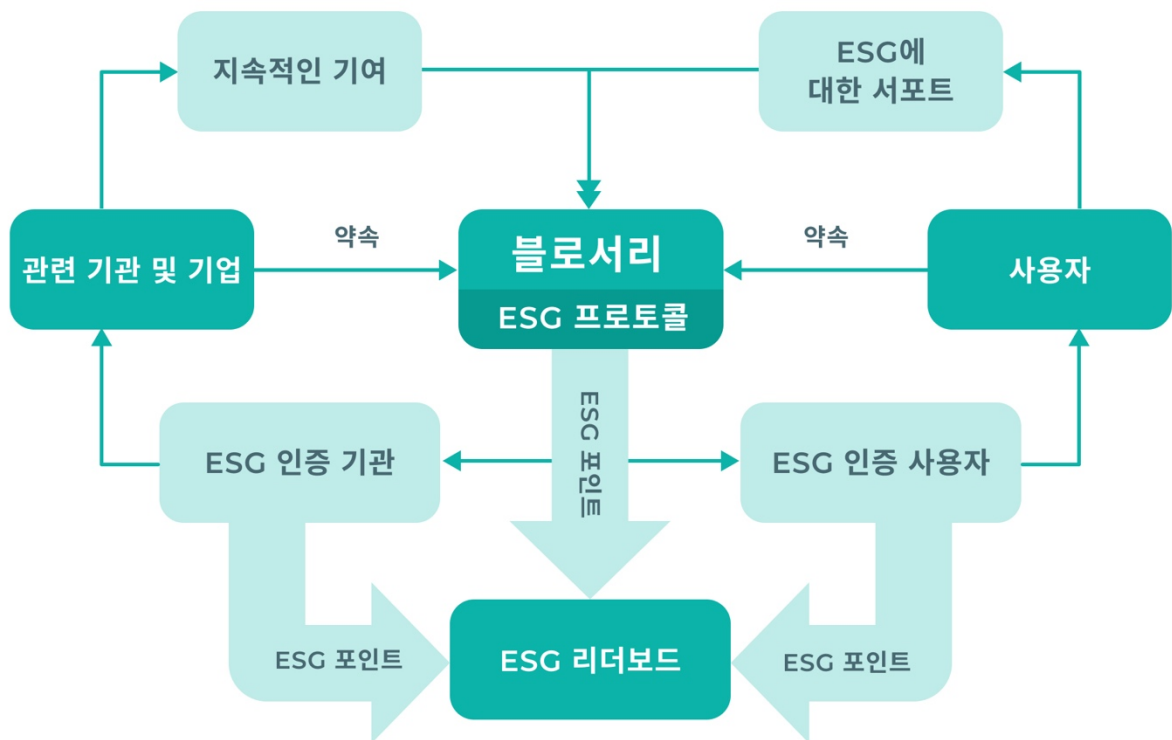 지속적인 기여
ESG에
대한 서포트
약속
약속
관련 기관 및 기업
블로서리
ESG 프로토콜
사용자
ESG 포인트
ESG 인증 기관
ESG 인증 사용자
ESG 포인트
ESG 리더보드
ESG 포인트